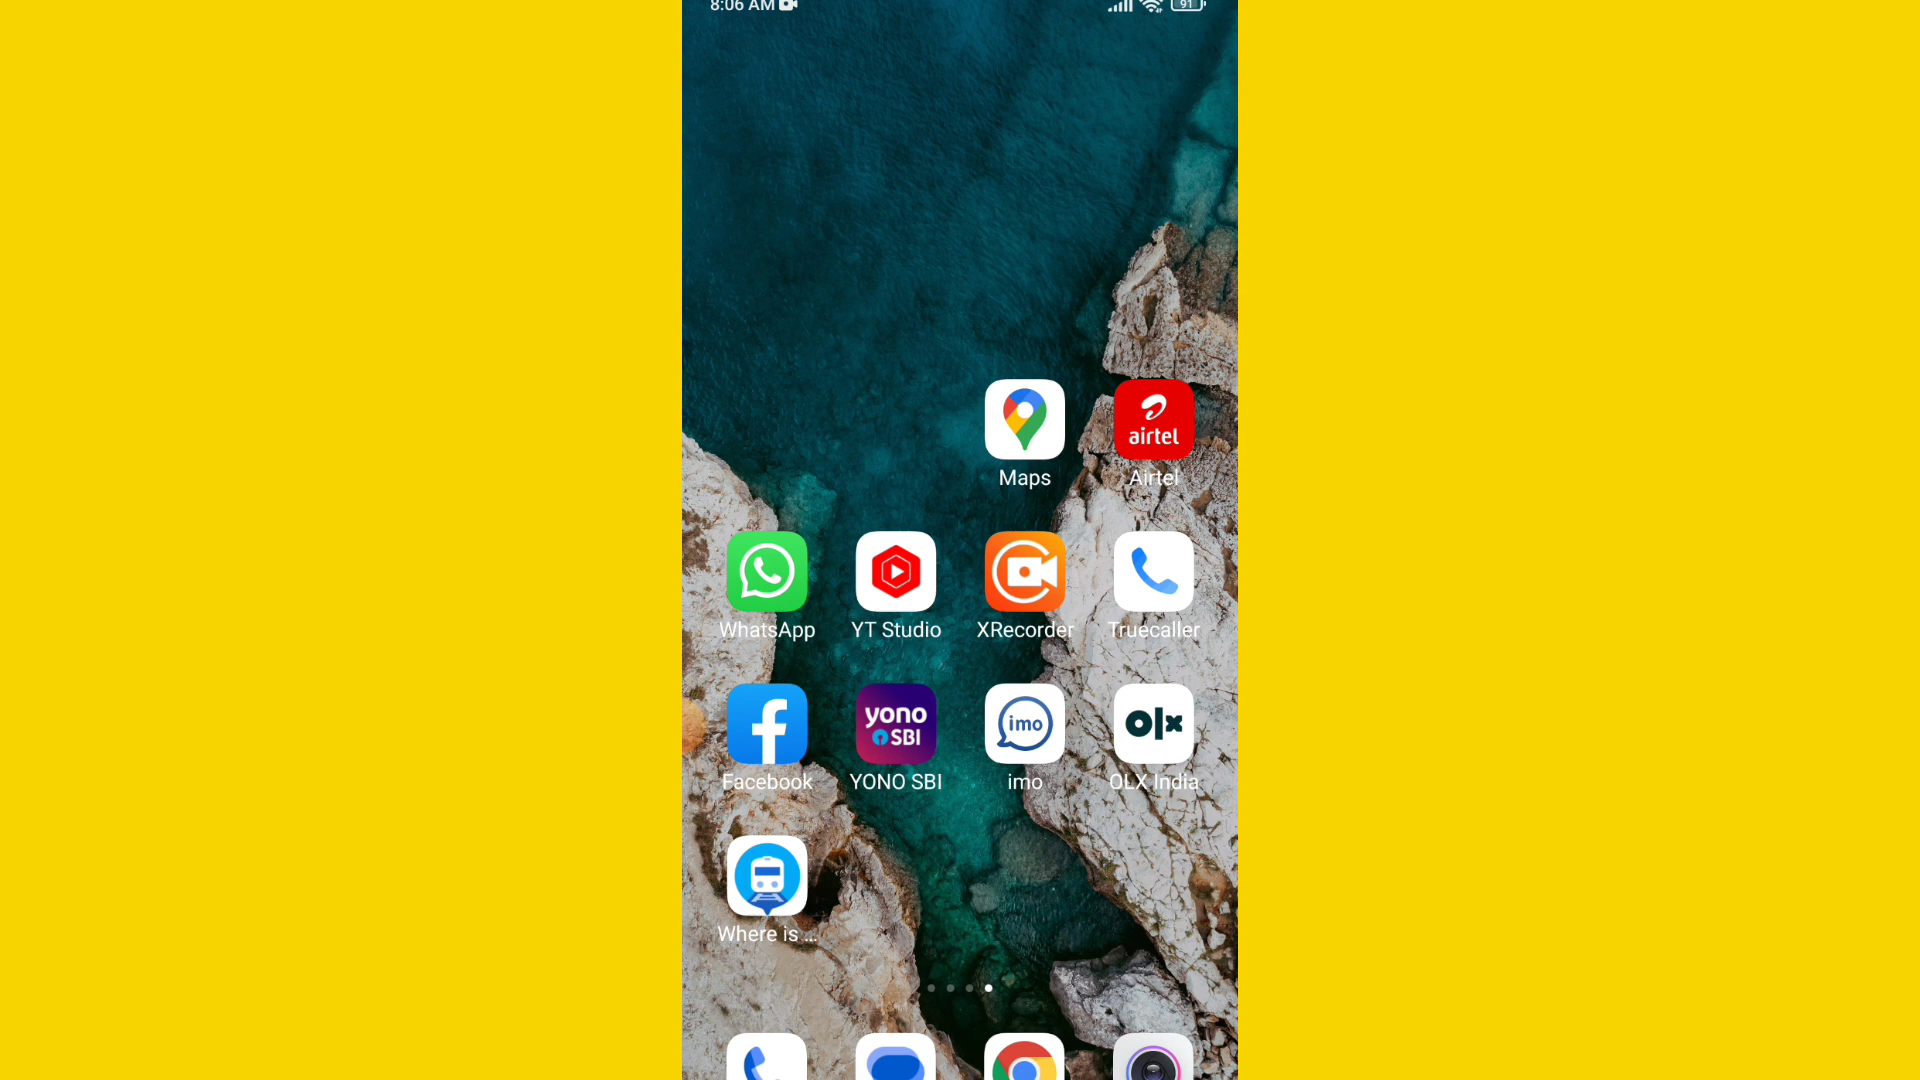 8:06 AM
91
airtel
Maps
Airtel
WhatsApp
YT Studio
XRecorder
Truecaller
yono
SBI
imo
olx
Facebook
YONO SBI
imo
OLX India
Where is ...